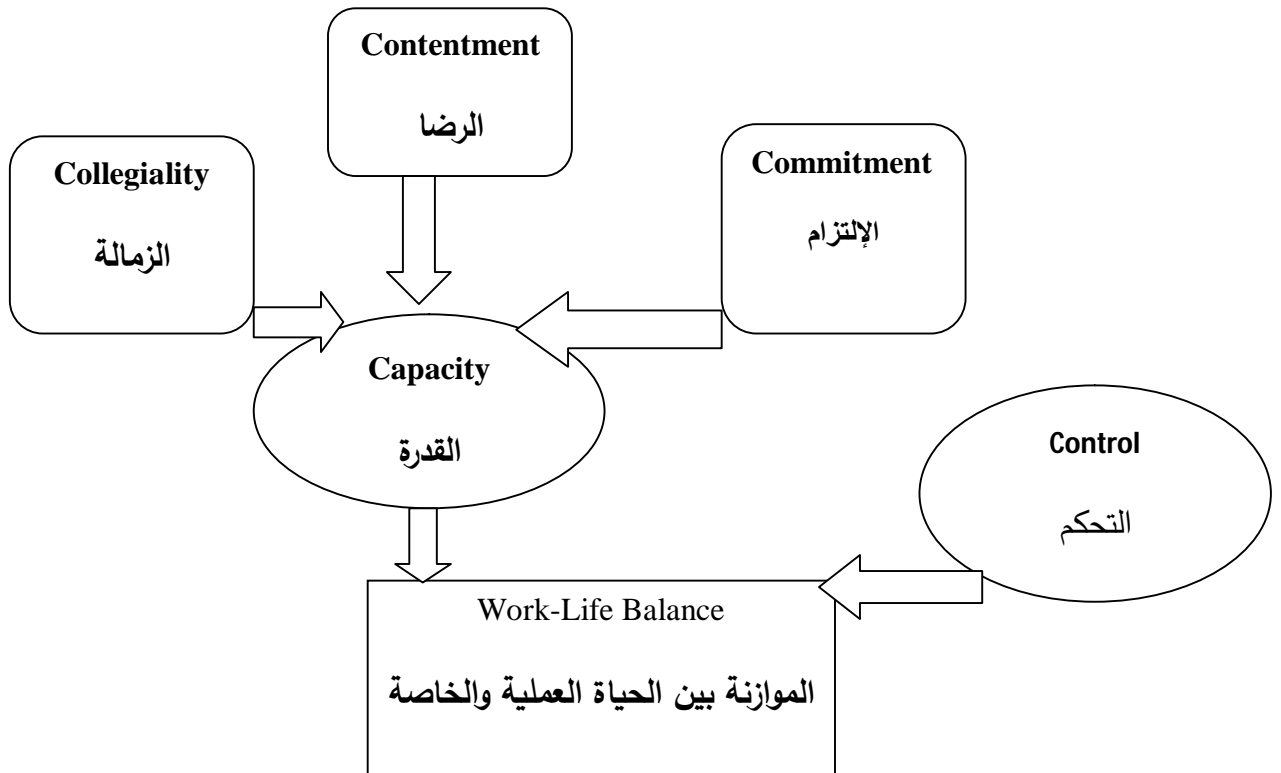 Contentment
الرضا
Collegiality
الزمالة
Commitment
الإلتزام
Capacity
القدرة
Control
التحكم
Work-Life Balance
الموازنة بين الحياة العملية والخاصة